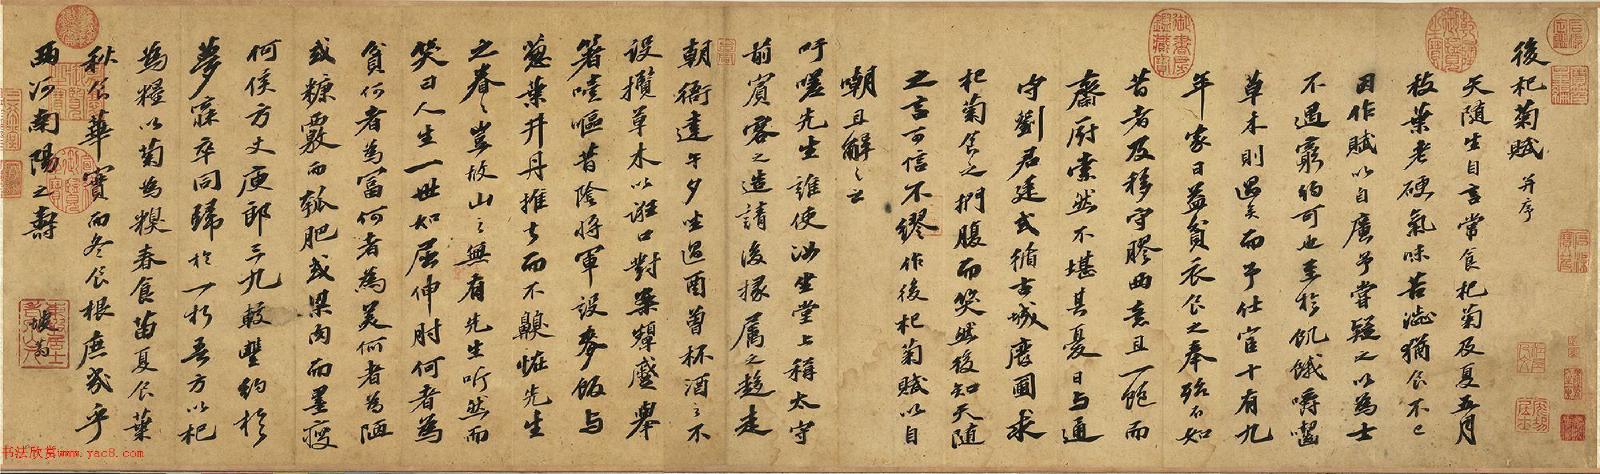 後杞菊賦 并序
天隨生自言常食杞菊及夏五月
枝葉老硬氣味苦澁猶食不已
因作賦以自廣予嘗疑之以為士
不遇窮約可也至於飢餓嚼齧
草木則過矣而予仕宦十有九
年家日益貧衣食之奉殆不如
昔者及移守膠西意且一飽而
齋厨索然不堪其憂日與通
守劉君廷式循古城廢圃求
杞菊食之捫腹而笑然後知天隨
之言可信不繆作後杞菊賦以自
嘲且解之云
吁嗟先生誰使汝坐堂上稱太守
前賓客之造請後掾屬之趍走
朝衙達午夕坐過酉曾杯酒之不
設攬草木以誑口對案顰蹙舉
箸噎嘔昔陰將軍設麥飯與
葱葉井丹推去而不嗅怪先生
之眷眷豈故山之無有先生听然而
笑曰人生一世如屈伸肘何者為
貧何者為富何者為美何者為陋
或糠覈而瓠肥或梁肉而墨瘦
何侯方丈庾郎三九較豐約於
夢寐卒同歸於一朽吾方以杞
為糧以菊為糗春食苗夏食葉
秋食華實而冬食根庶幾乎
西河南陽之壽
東坡居士
书法欣赏www.yac8.com